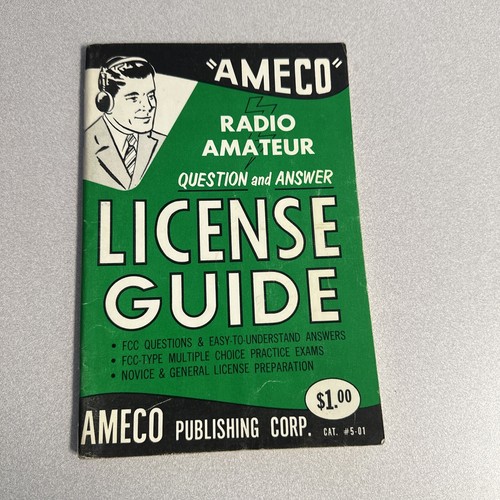 "AMECO"
RADIO
AMATEUR
QUESTION and ANSWER
LICENSE
GUIDE
• FCC QUESTIONS & EASY-TO-UNDERSTAND ANSWERS
• FCC-TYPE MULTIPLE CHOICE PRACTICE EXAMS
• NOVICE & GENERAL LICENSE PREPARATION
$1.00
AMECO PUBLISHING CORP. CAT. #5-01